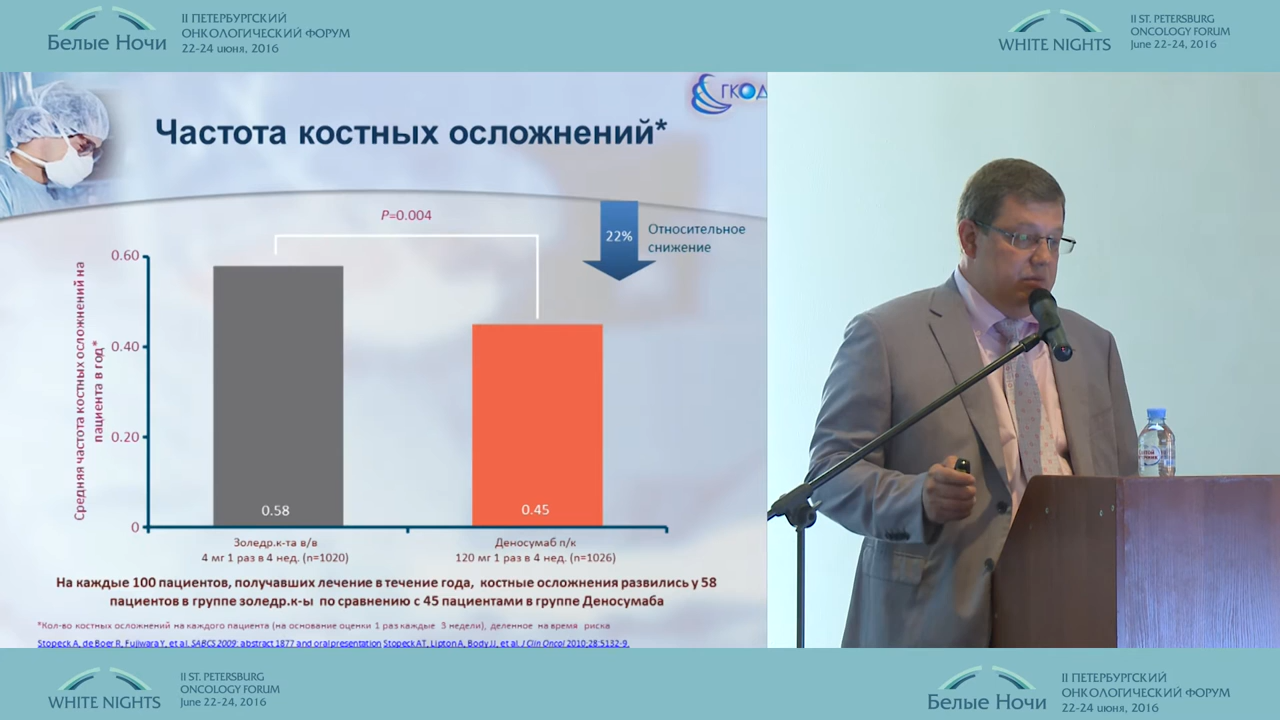 II ПЕТЕРБУРГСКИЙ
ОНКОЛОГИЧЕСКИЙ ФОРУМ
22-24 июня, 2016
Белые Ночи
WHITE NIGHTS
II ST. PETERSBURG
ONCOLOGY FORUM
June 22-24, 2016
ГКОД
Частота костных осложнений*
P=0.004
22%
Относительное
снижение
Средняя частота костных осложнений на
пациента в год*
0.60
0.40
0.20
0
0.58
0.45
Золедр.к-та в/в
4 мг 1 раз в 4 нед. (n=1020)
Деносумаб п/к
120 мг 1 раз в 4 нед. (n=1026)
На каждые 100 пациентов, получавших лечение в течение года, костные осложнения развились у 58
пациентов в группе золедр.к-ы по сравнению с 45 пациентами в группе Деносумаба
*Кол-во костных осложнений на каждого пациента (на основание оценки 1 раз каждые 3 недели), деленное на время риска
Stopeck A, de Boer R, Fujiwara Y, et al. SABCS 2009: abstract 1877 and oral presentation Stopeck AT, Lipton A, Body JJ, et al. J Clin Oncol 2010;28:5132-9.
WHITE NIGHTS
II ST. PETERSBURG
ONCOLOGY FORUM
June 22-24, 2016
Белые Ночи
II ПЕТЕРБУРГСКИЙ
ОНКОЛОГИЧЕСКИЙ ФОРУМ
22-24 июня, 2016